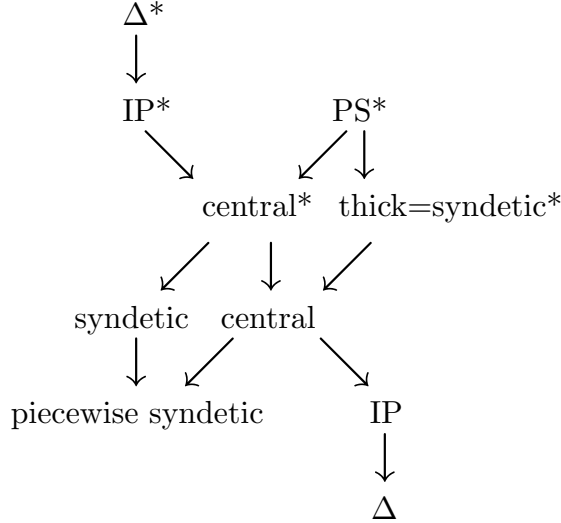 Δ*
IP* PS*
central* thick=syndetic*
syndetic central
piecewise syndetic IP
Δ